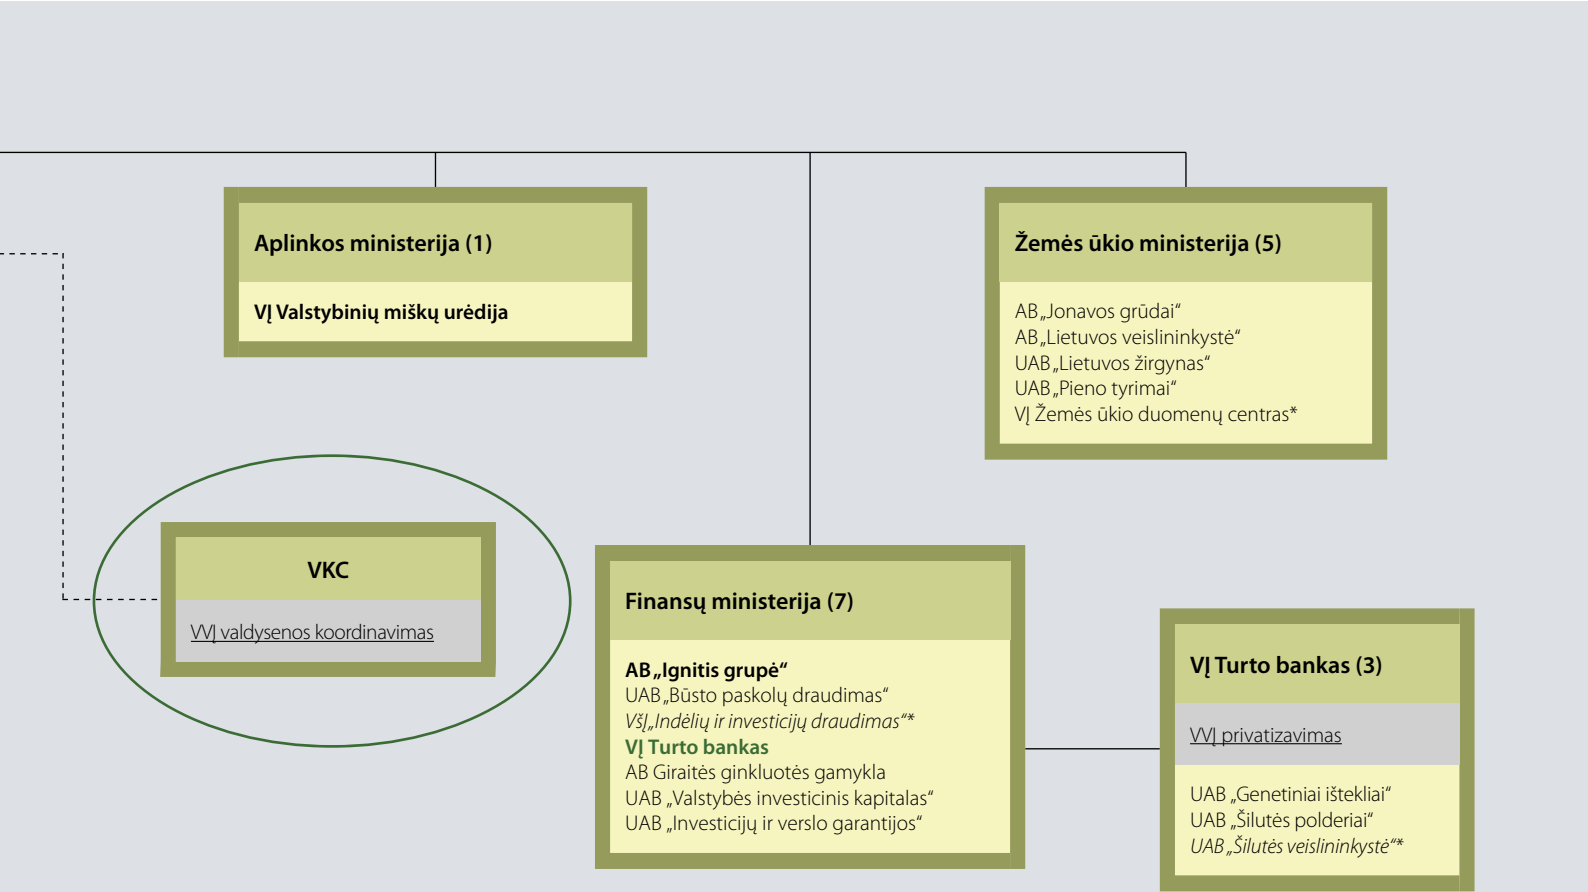 Aplinkos ministerija (1)
VĮ Valstybinių miškų urėdija
Žemės ūkio ministerija (5)
AB „Jonavos grūdai“
AB „Lietuvos veislininkystė“
UAB „Lietuvos žirgynas“
UAB „Pieno tyrimai“
VĮ Žemės ūkio duomenų centras*
VKC
VVĮ valdysenos koordinavimas
Finansų ministerija (7)
AB „Ignitis grupė“
UAB „Būsto paskolų draudimas“
VšĮ „Indėlių ir investicijų draudimas“*
VĮ Turto bankas
AB Giraitės ginkluotės gamykla
UAB „Valstybės investicinis kapitalas“
UAB „Investicijų ir verslo garantijos“
VĮ Turto bankas (3)
VVĮ privatizavimas
UAB „Genetiniai ištekliai“
UAB „Šilutės polderiai“
UAB „Šilutės veislininkystė“*